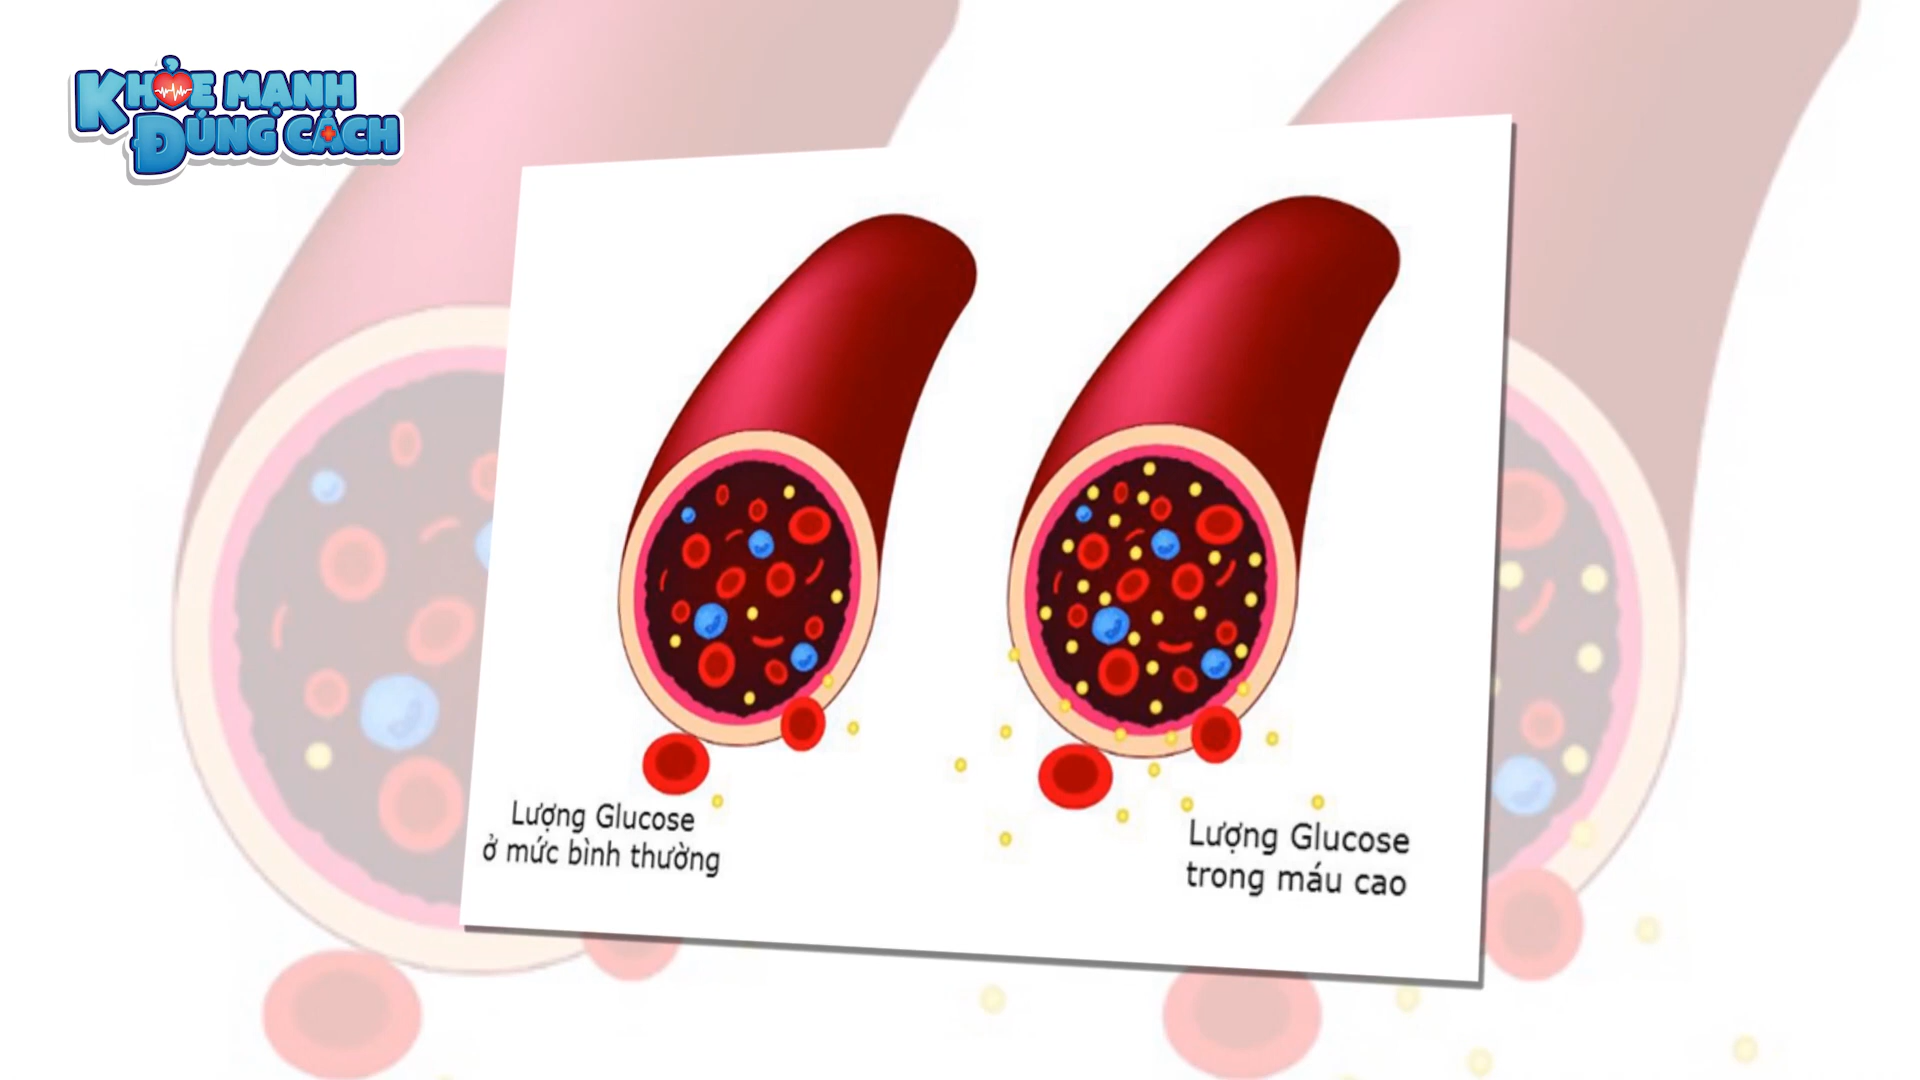 KHỎE MẠNH
ĐÚNG CÁCH
Lượng Glucose
ở mức bình thường
Lượng Glucose
trong máu cao